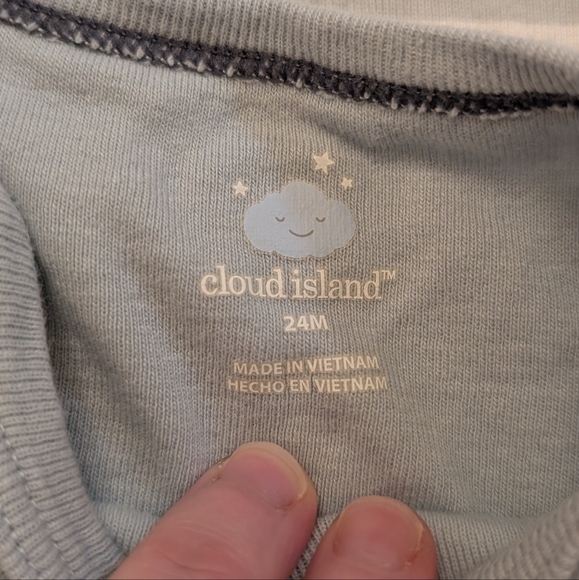 cloud island™
24M
MADE IN VIETNAM
HECHO EN VIETNAM